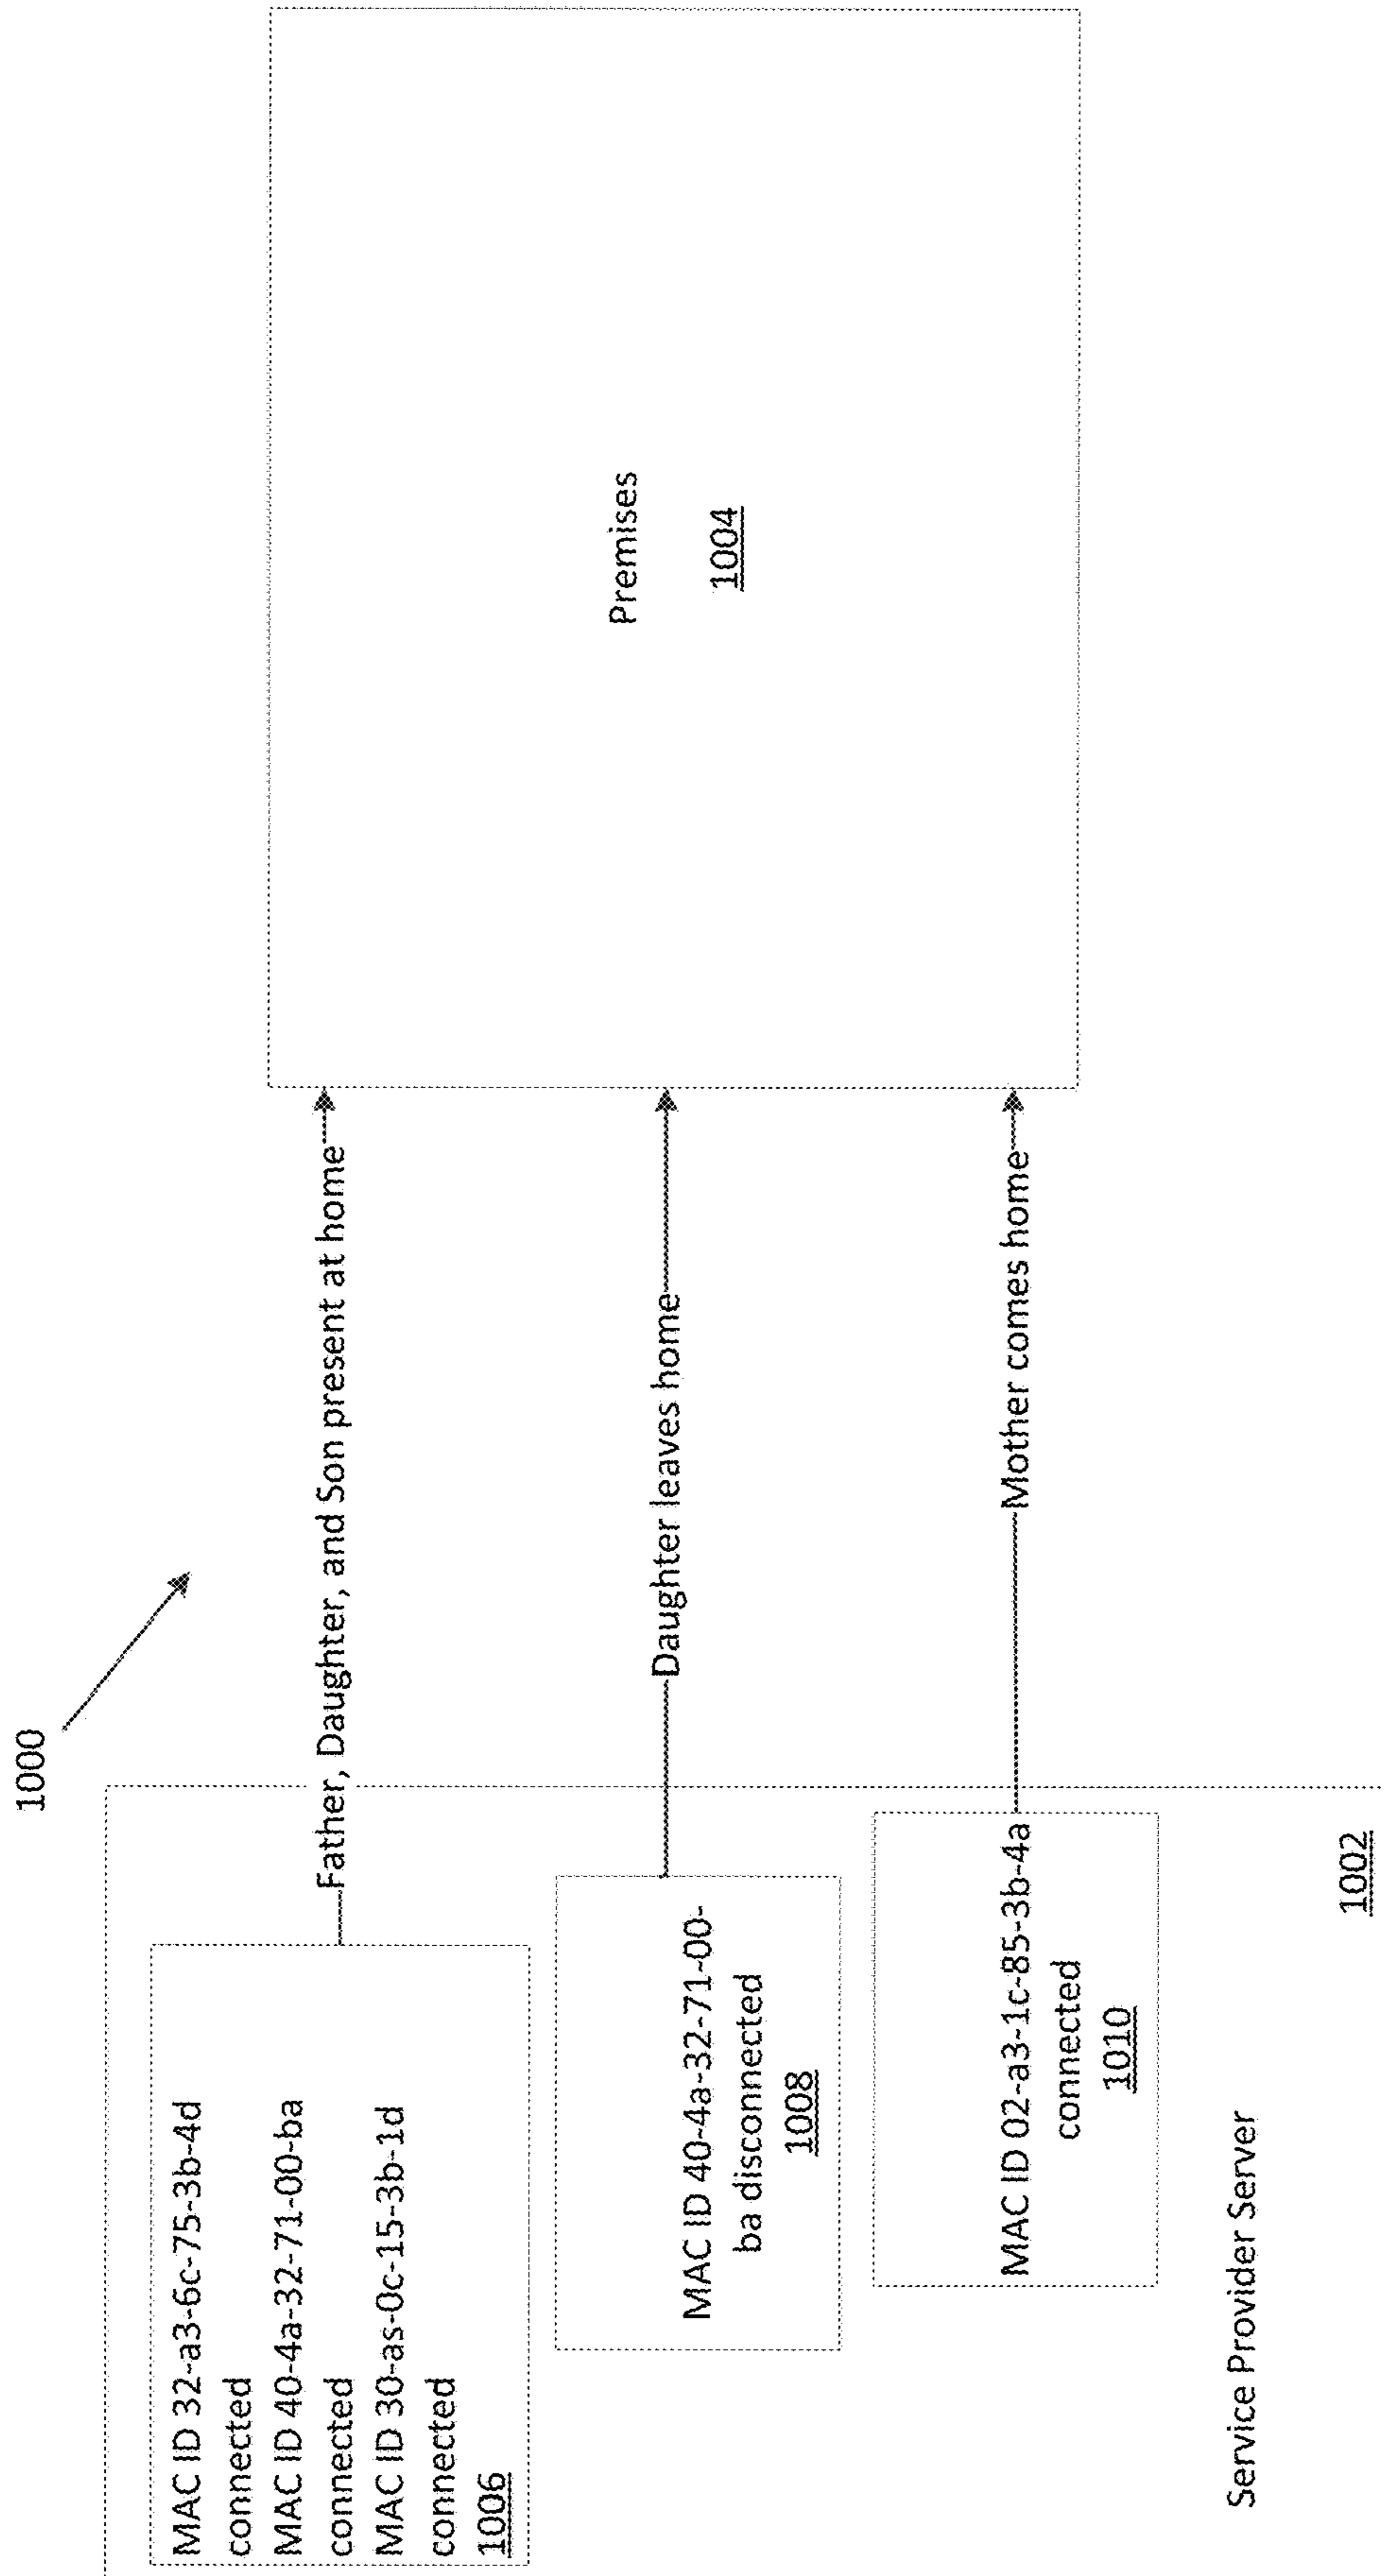 1000
MAC ID 32-a3-6c-75-3b-4d
connected
MAC ID 40-4a-32-71-00-ba
connected
MAC ID 30-as-0c-15-3b-1d
connected
1006
Father, Daughter, and Son present at home
MAC ID 40-4a-32-71-00-
ba disconnected
1008
Daughter leaves home
Premises
1004
MAC ID 02-a3-1c-85-3b-4a
connected
1010
Mother comes home
Service Provider Server
1002